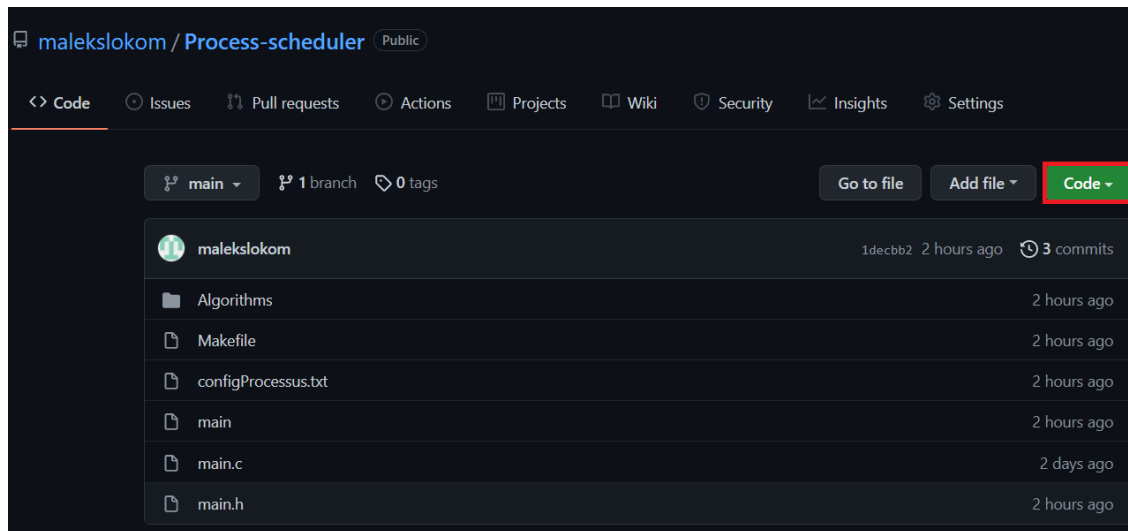 malekslokom / Process-scheduler Public
<> Code Issues Pull requests Actions Projects Wiki Security Insights Settings
main 1 branch 0 tags Go to file Add file Code
malekslokom 1decbb2 2 hours ago 3 commits
Algorithms 2 hours ago
Makefile 2 hours ago
configProcessus.txt 2 hours ago
main 2 hours ago
main.c 2 days ago
main.h 2 hours ago